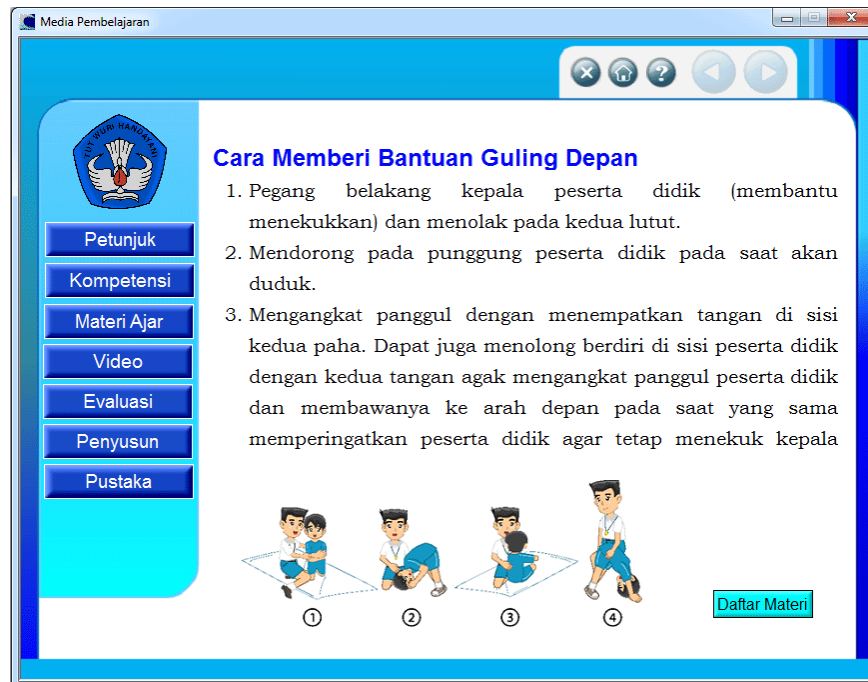 Media Pembelajaran
?
TUT WURI HANDAYANI
Petunjuk
Kompetensi
Materi Ajar
Video
Evaluasi
Penyusun
Pustaka
Cara Memberi Bantuan Guling Depan
1. Pegang belakang kepala peserta didik (membantu
menekukkan) dan menolak pada kedua lutut.
2. Mendorong pada punggung peserta didik pada saat akan
duduk.
3. Mengangkat panggul dengan menempatkan tangan di sisi
kedua paha. Dapat juga menolong berdiri di sisi peserta didik
dengan kedua tangan agak mengangkat panggul peserta didik
dan membawanya ke arah depan pada saat yang sama
memperingatkan peserta didik agar tetap menekuk kepala
① ② ③ ④
Daftar Materi